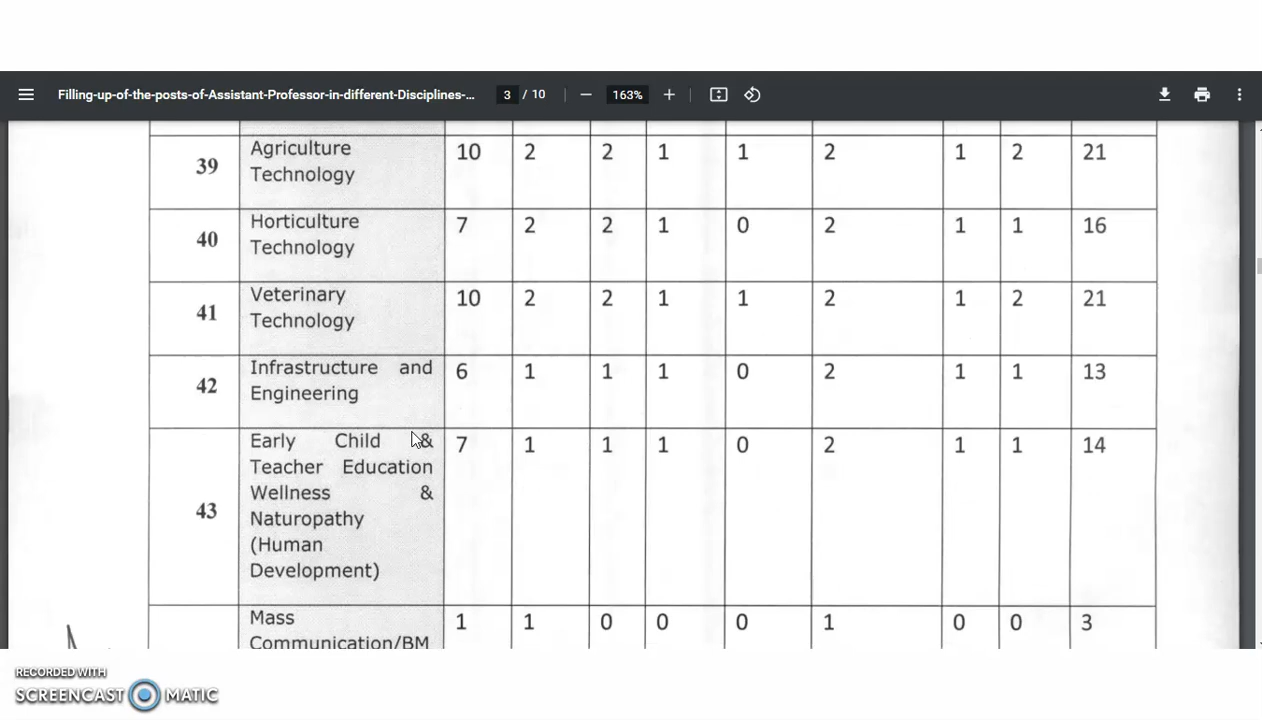 Filling-up-of-the-posts-of-Assistant-Professor-in-different-Disciplines-... 3 / 10 163%
39 Agriculture Technology 10 2 2 1 1 2 1 2 21
40 Horticulture Technology 7 2 2 1 0 2 1 1 16
41 Veterinary Technology 10 2 2 1 1 2 1 2 21
42 Infrastructure and Engineering 6 1 1 1 0 2 1 1 13
43 Early Child & Teacher Education Wellness & Naturopathy (Human Development) 7 1 1 1 0 2 1 1 14
Mass Communication/BM 1 1 0 0 0 1 0 0 3
RECORDED WITH
SCREENCAST MATIC